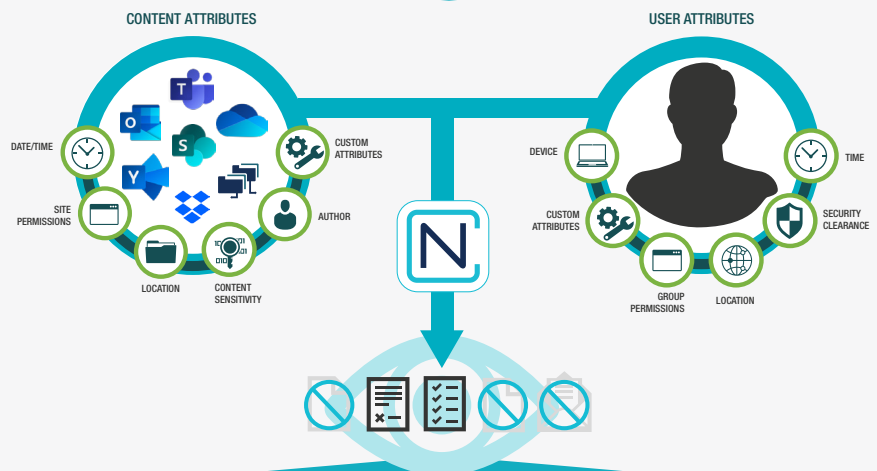 CONTENT ATTRIBUTES
USER ATTRIBUTES
T
O
S
Y
DATE/TIME
CUSTOM
ATTRIBUTES
SITE
PERMISSIONS
AUTHOR
LOCATION
CONTENT
SENSITIVITY
N
DEVICE
TIME
CUSTOM
ATTRIBUTES
SECURITY
CLEARANCE
GROUP
PERMISSIONS
LOCATION